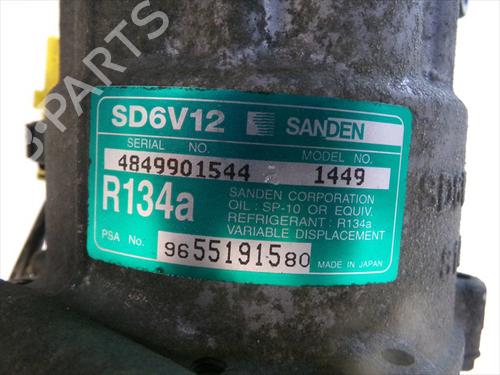 SD6V12 SANDEN
SERIAL NO. MODEL NO.
4849901544 1449
R134a
SANDEN CORPORATION
OIL : SP-10 OR EQUIV.
REFRIGERANT : R134a
VARIABLE DISPLACEMENT
PSA No. 9655191580 MADE IN JAPAN
B-PARTS